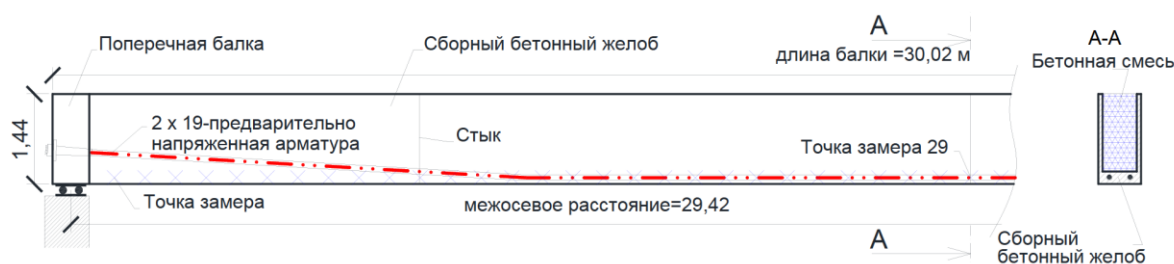 Поперечная балка
Сборный бетонный желоб
А
длина балки =30,02 м
А-А
Бетонная смесь
1,44
2 х 19-предварительно
напряженная арматура
Стык
Точка замера 29
Точка замера
межосевое расстояние=29,42
А
Сборный
бетонный желоб